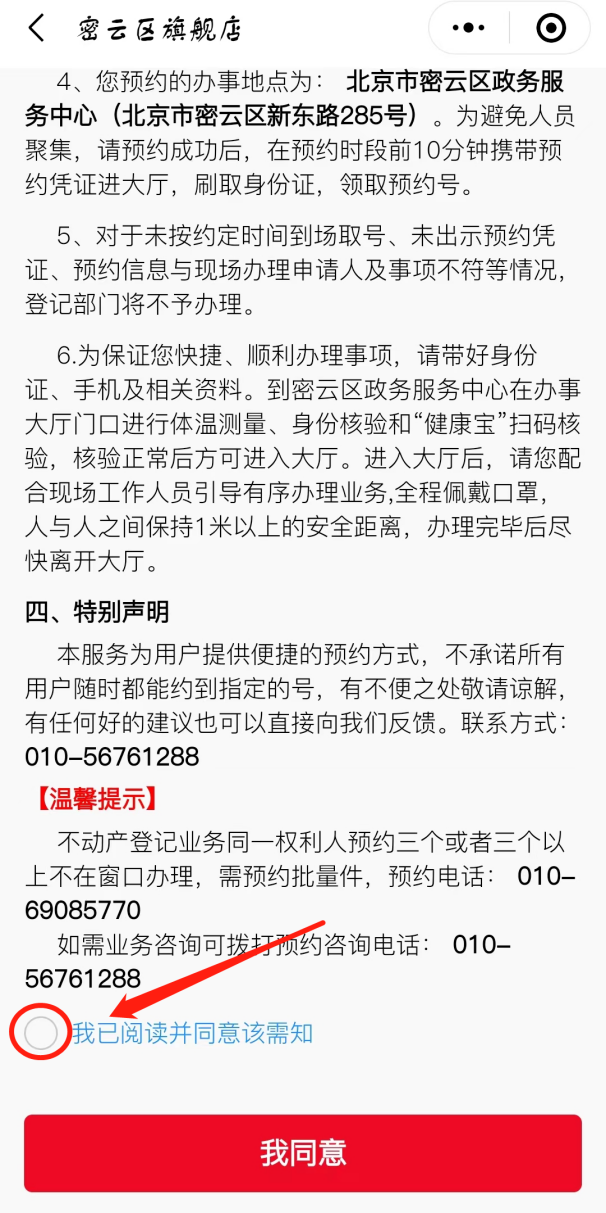 密云区旗舰店
4、您预约的办事地点为：北京市密云区政务服
务中心（北京市密云区新东路285号）。为避免人员
聚集，请预约成功后，在预约时段前10分钟携带预
约凭证进大厅，刷取身份证，领取预约号。
5、对于未按约定时间到场取号、未出示预约凭
证、预约信息与现场办理申请人及事项不符等情况，
登记部门将不予办理。
6.为保证您快捷、顺利办理事项，请带好身份
证、手机及相关资料。到密云区政务服务中心在办事
大厅门口进行体温测量、身份核验和“健康宝”扫码核
验，核验正常后方可进入大厅。进入大厅后，请您配
合现场工作人员引导有序办理业务,全程佩戴口罩，
人与人之间保持1米以上的安全距离，办理完毕后尽
快离开大厅。
四、特别声明
本服务为用户提供便捷的预约方式，不承诺所有
用户随时都能约到指定的号，有不便之处敬请谅解，
有任何好的建议也可以直接向我们反馈。联系方式：
010–56761288
【温馨提示】
不动产登记业务同一权利人预约三个或者三个以
上不在窗口办理，需预约批量件，预约电话：010–
69085770
如需业务咨询可拨打预约咨询电话：010–
56761288
我已阅读并同意该需知
我同意